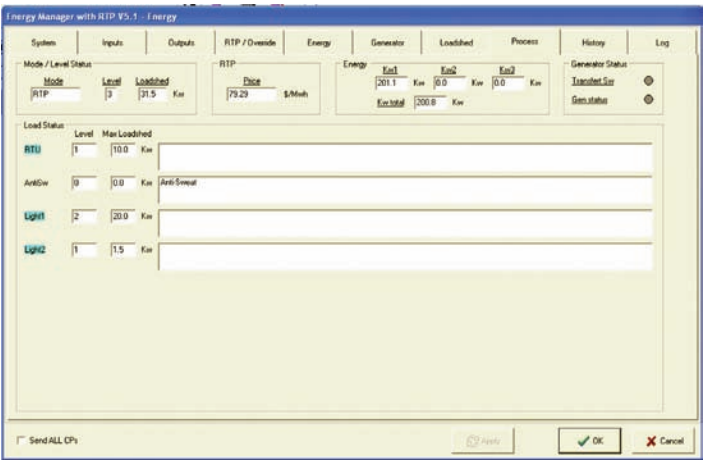 Energy Manager with RTP V5.1 - Energy
System Inputs Outputs RTP / Override Energy Generator Loadshed Process History Log
Mode / Level Status RTP Energy Generator Status
Mode Level Loadshed Price Kw1 Kw2 Kw3
RTP 3 31.5 Kw 79.29 $/Mwh 201.1 Kw 0.0 Kw 0.0 Kw Transfert Sw
Kw total 200.8 Kw Gen status
Load Status
Level Max Loadshed
RTU 1 10.0 Kw
AntiSw 0 0.0 Kw Anti-Sweat
Light1 2 20.0 Kw
Light2 1 1.5 Kw
Send ALL CPs Apply OK Cancel